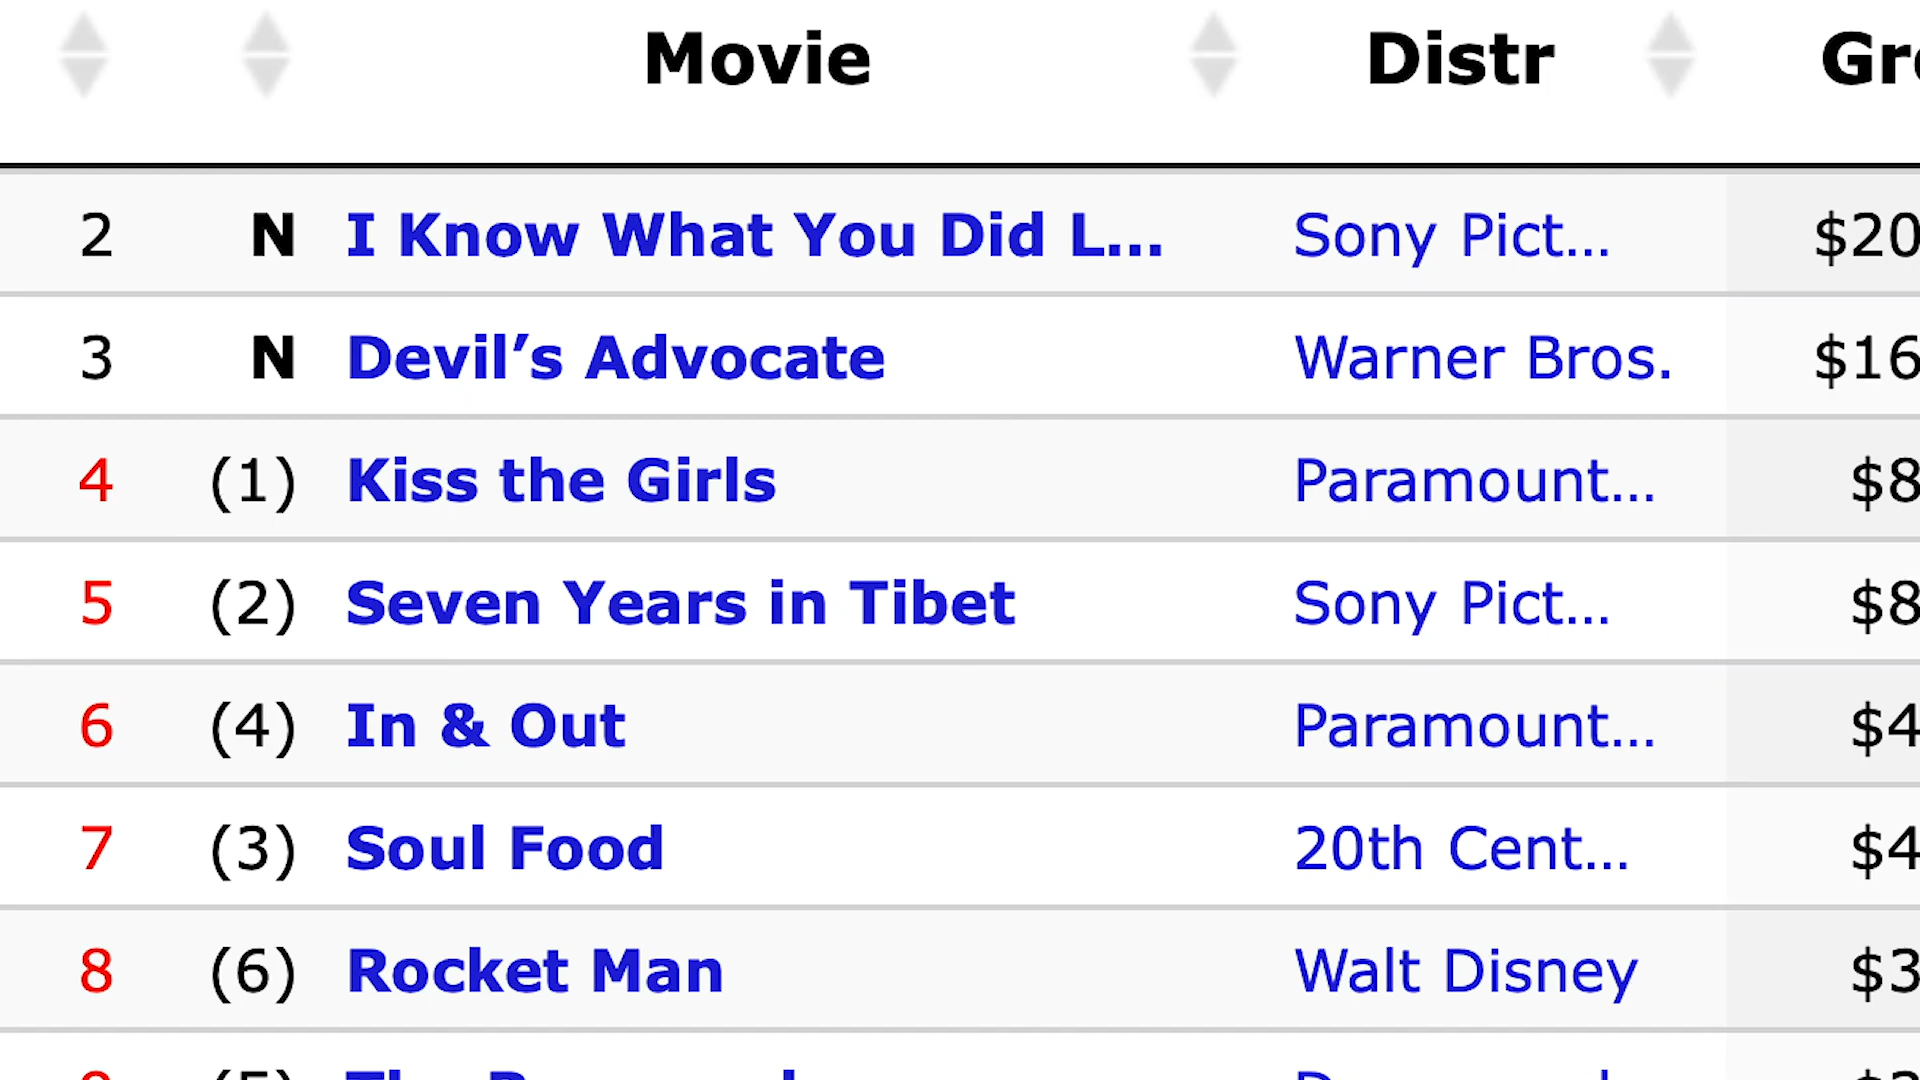 Movie Distr Gr
2 N I Know What You Did L... Sony Pict... $20
3 N Devil’s Advocate Warner Bros. $16
4 (1) Kiss the Girls Paramount... $8
5 (2) Seven Years in Tibet Sony Pict... $8
6 (4) In & Out Paramount... $4
7 (3) Soul Food 20th Cent... $4
8 (6) Rocket Man Walt Disney $3